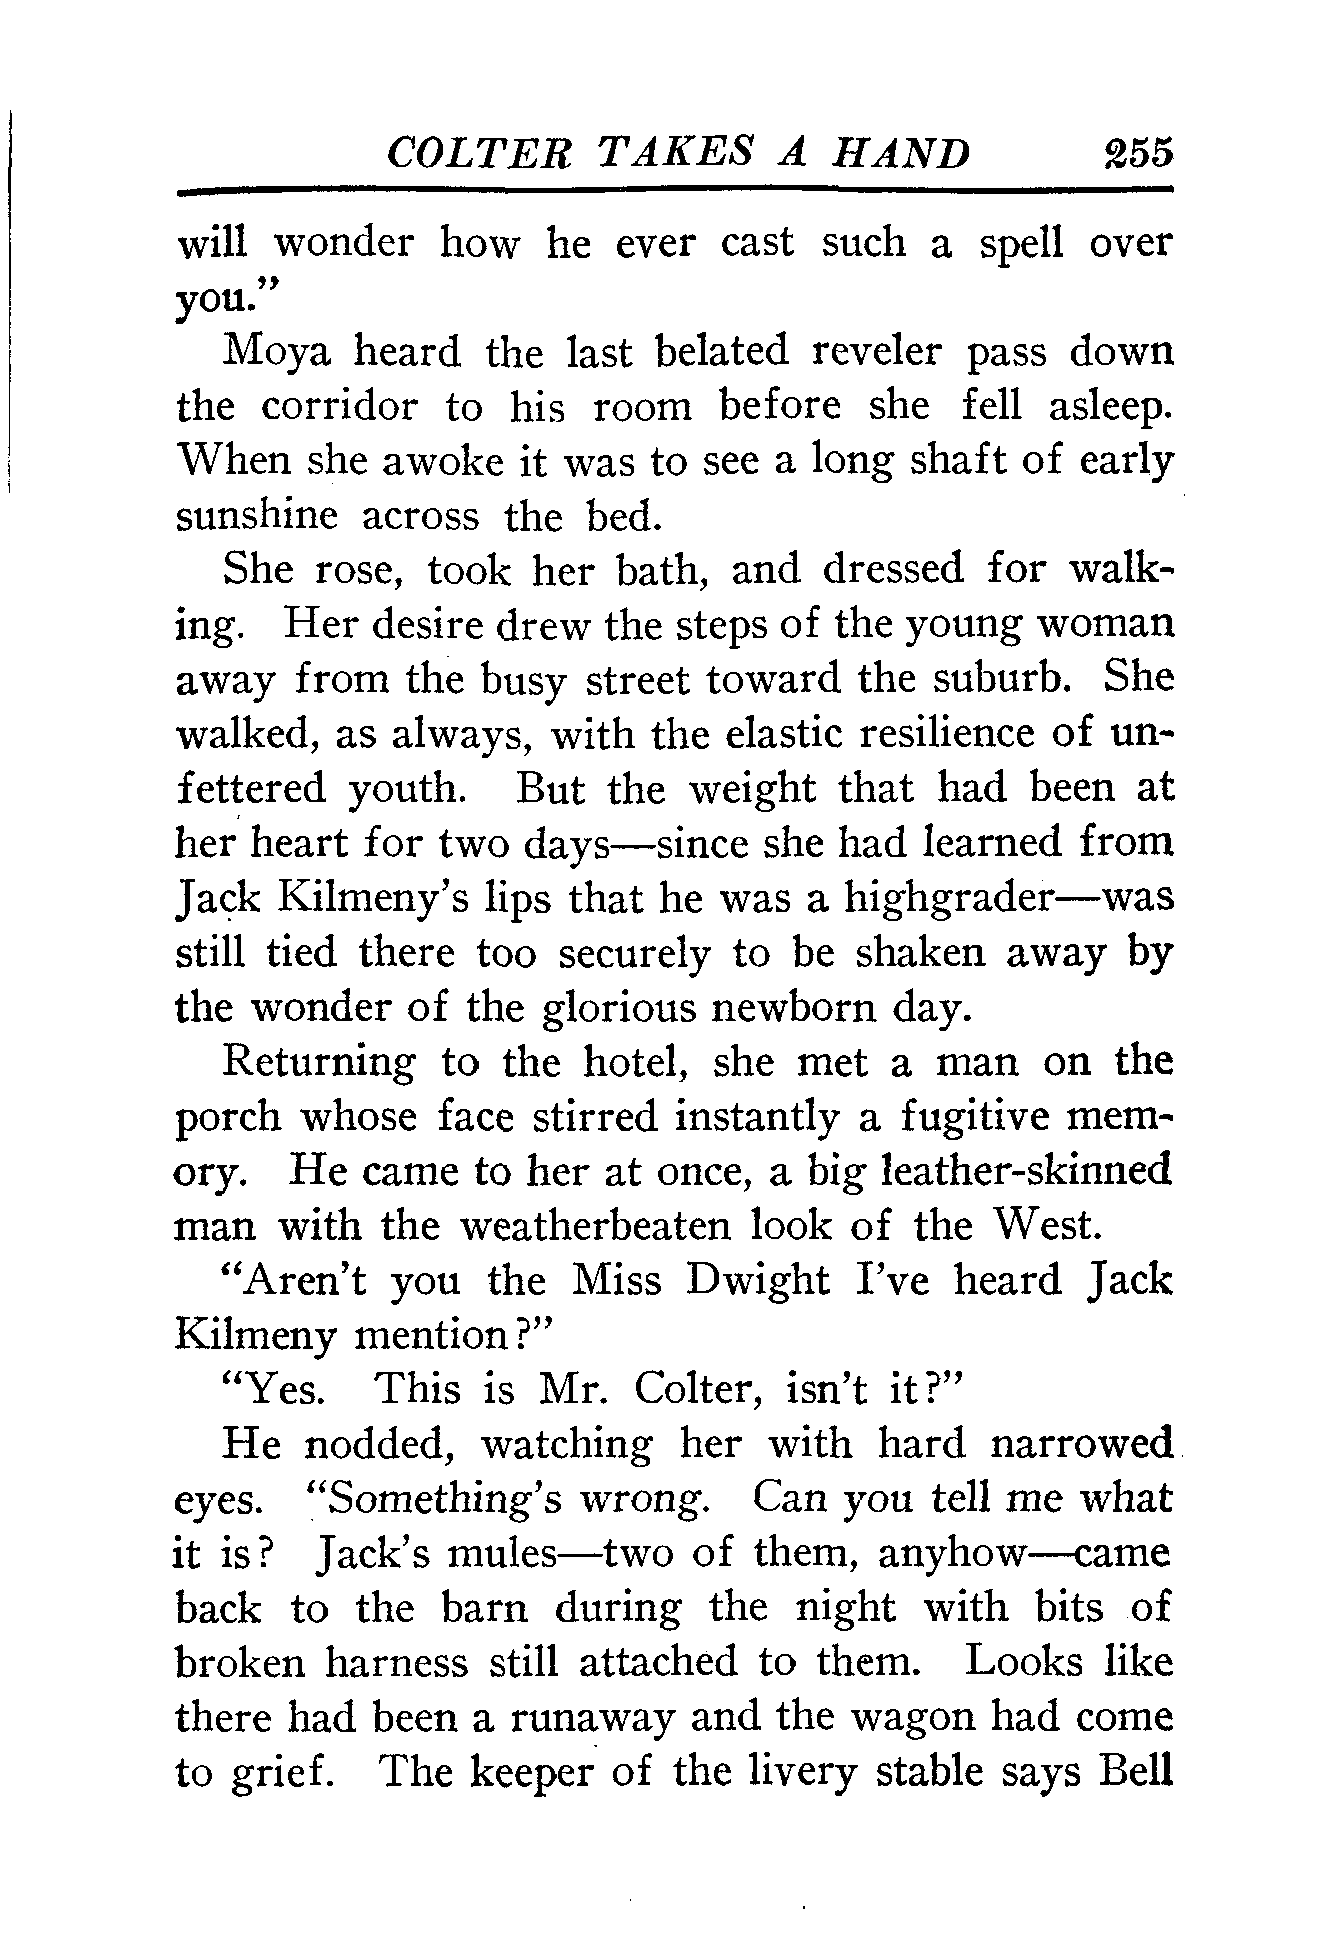 COLTER TAKES A HAND 255
will wonder how he ever cast such a spell over
you."
Moya heard the last belated reveler pass down
the corridor to his room before she fell asleep.
When she awoke it was to see a long shaft of early
sunshine across the bed.
She rose, took her bath, and dressed for walk-
ing. Her desire drew the steps of the young woman
away from the busy street toward the suburb. She
walked, as always, with the elastic resilience of un-
fettered youth. But the weight that had been at
her heart for two days—since she had learned from
Jack Kilmeny's lips that he was a highgrader—was
still tied there too securely to be shaken away by
the wonder of the glorious newborn day.
Returning to the hotel, she met a man on the
porch whose face stirred instantly a fugitive mem-
ory. He came to her at once, a big leather-skinned
man with the weatherbeaten look of the West.
"Aren't you the Miss Dwight I've heard Jack
Kilmeny mention?"
"Yes. This is Mr. Colter, isn't it?"
He nodded, watching her with hard narrowed
eyes. "Something's wrong. Can you tell me what
it is? Jack's mules—two of them, anyhow—came
back to the barn during the night with bits of
broken harness still attached to them. Looks like
there had been a runaway and the wagon had come
to grief. The keeper of the livery stable says Bell